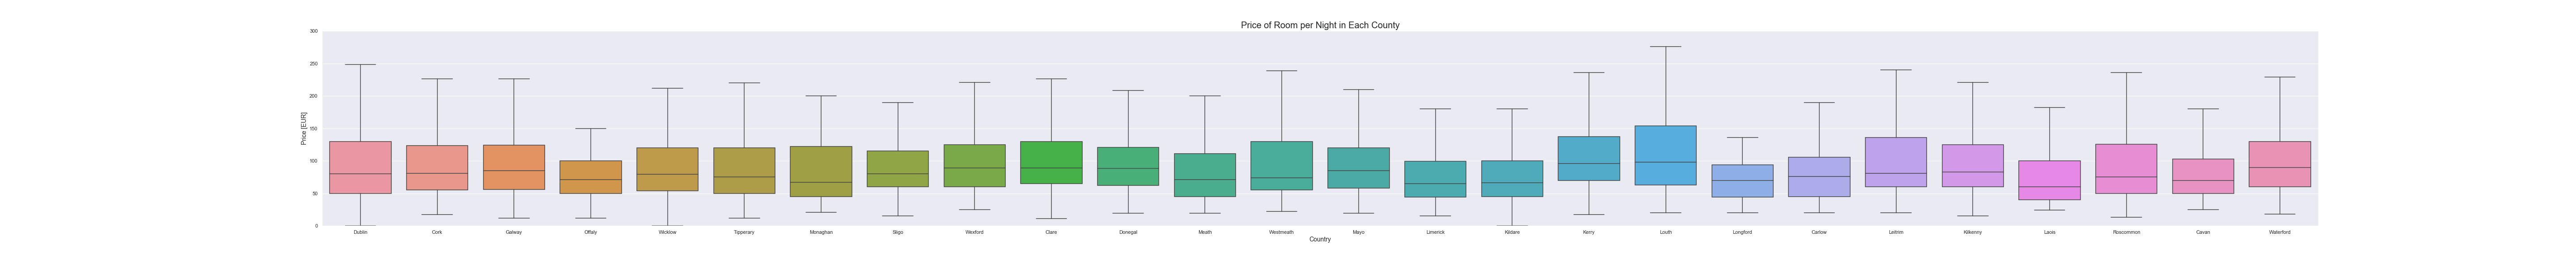 Price of Room per Night in Each County
Price [EUR]
300
250
200
150
100
50
0
Dublin Cork Galway Offaly Wicklow Tipperary Monaghan Sligo Wexford Clare Donegal Meath Westmeath Mayo Limerick Kildare Kerry Louth Longford Carlow Leitrim Kilkenny Laois Roscommon Cavan Waterford
Country